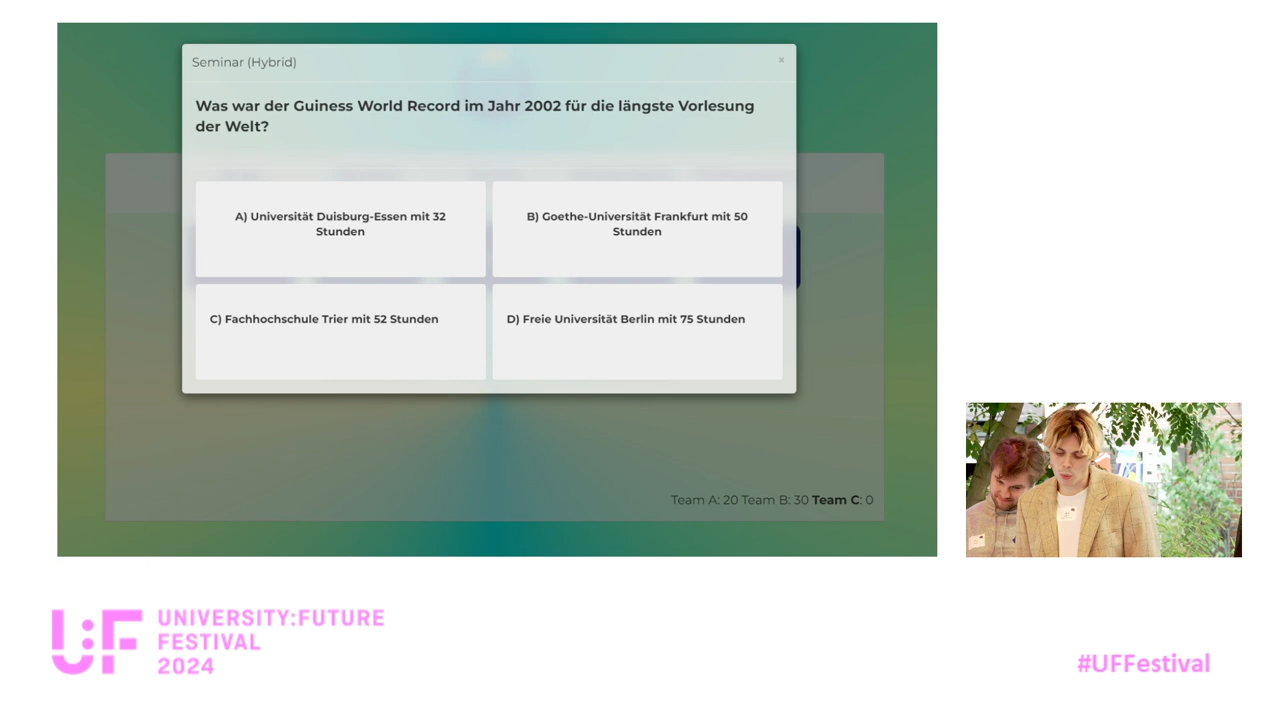 Seminar (Hybrid)
×
Was war der Guiness World Record im Jahr 2002 für die längste Vorlesung
der Welt?
A) Universität Duisburg-Essen mit 32
Stunden
B) Goethe-Universität Frankfurt mit 50
Stunden
C) Fachhochschule Trier mit 52 Stunden
D) Freie Universität Berlin mit 75 Stunden
Team A: 20 Team B: 30 Team C: 0
U:F
UNIVERSITY:FUTURE
FESTIVAL
2024
#UFFestival